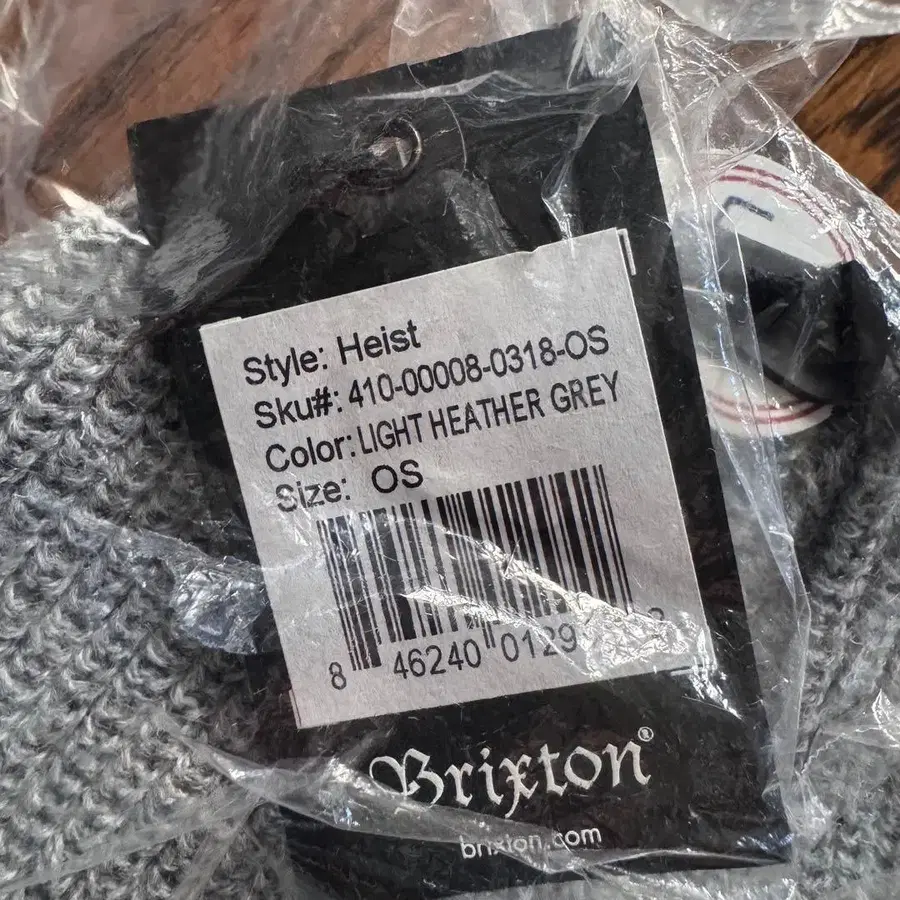 Style: Heist
Sku#: 410-00008-0318-OS
Color: LIGHT HEATHER GREY
Size: OS
8 46240 0129
Brixton®
brixton.com